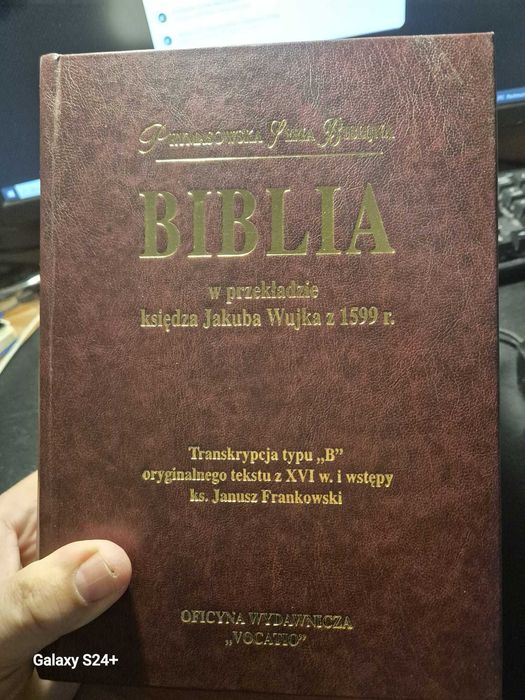 Prymasowska Seria Biblijna
BIBLIA
w przekładzie
księdza Jakuba Wujka z 1599 r.
Transkrypcja typu „B”
oryginalnego tekstu z XVI w. i wstępy
ks. Janusz Frankowski
OFICYNA WYDAWNICZA
„VOCATIO”
Galaxy S24+